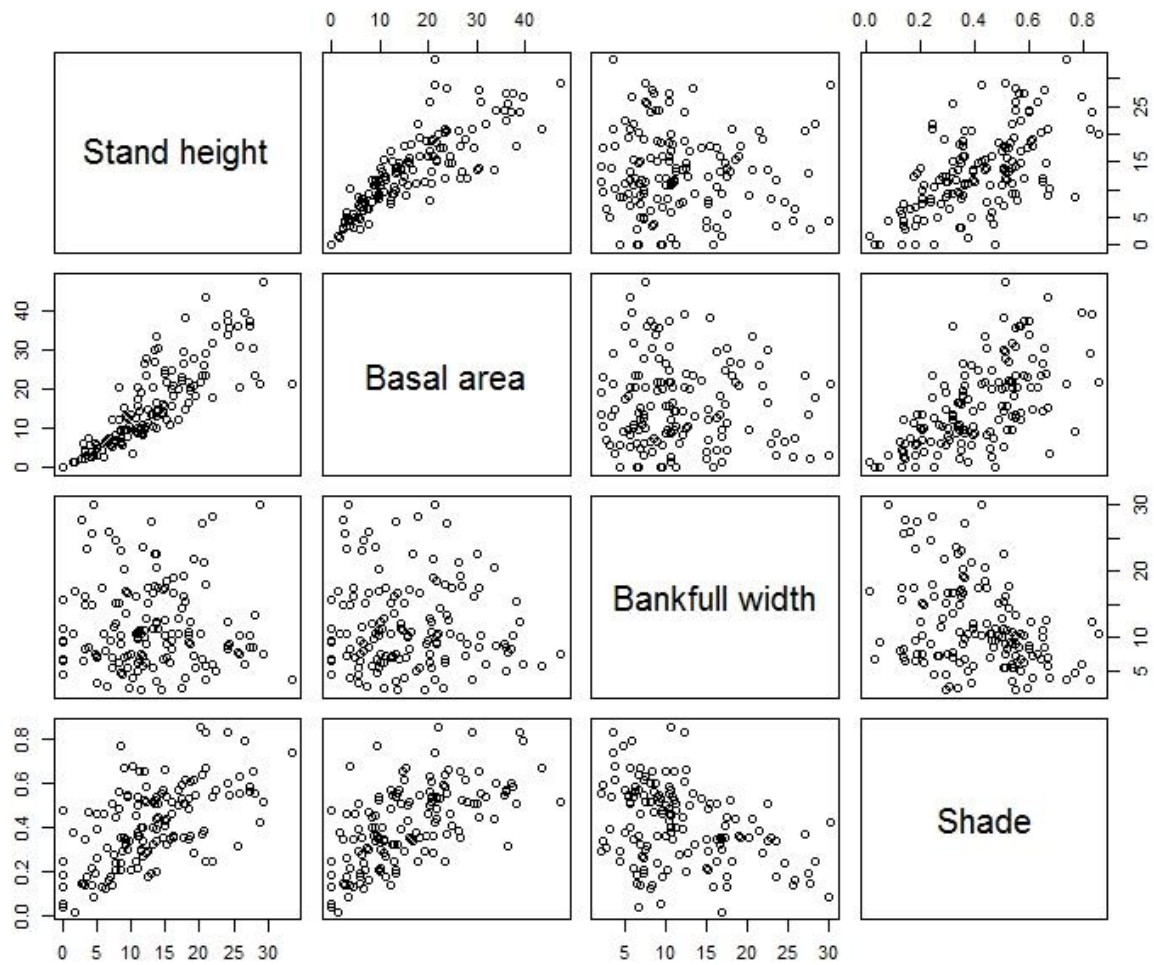 0 10 20 30 40
0.0 0.2 0.4 0.6 0.8
Stand height
0 5 15 25
0 10 20 30 40
Basal area
Bankfull width
5 10 20 30
0.0 0.2 0.4 0.6 0.8
Shade
0 5 10 15 20 25 30
5 10 15 20 25 30